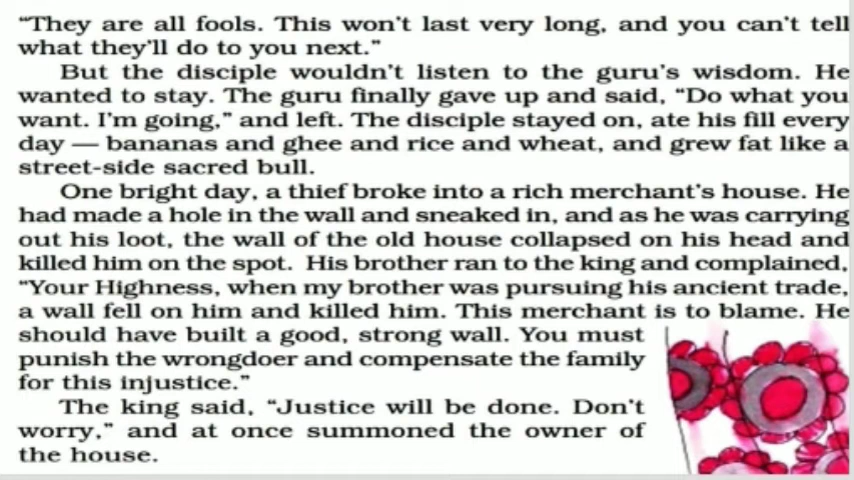 “They are all fools. This won’t last very long, and you can’t tell
what they’ll do to you next.”
But the disciple wouldn’t listen to the guru’s wisdom. He
wanted to stay. The guru finally gave up and said, “Do what you
want. I’m going,” and left. The disciple stayed on, ate his fill every
day — bananas and ghee and rice and wheat, and grew fat like a
street-side sacred bull.
One bright day, a thief broke into a rich merchant’s house. He
had made a hole in the wall and sneaked in, and as he was carrying
out his loot, the wall of the old house collapsed on his head and
killed him on the spot. His brother ran to the king and complained,
“Your Highness, when my brother was pursuing his ancient trade,
a wall fell on him and killed him. This merchant is to blame. He
should have built a good, strong wall. You must
punish the wrongdoer and compensate the family
for this injustice.”
The king said, “Justice will be done. Don’t
worry,” and at once summoned the owner of
the house.